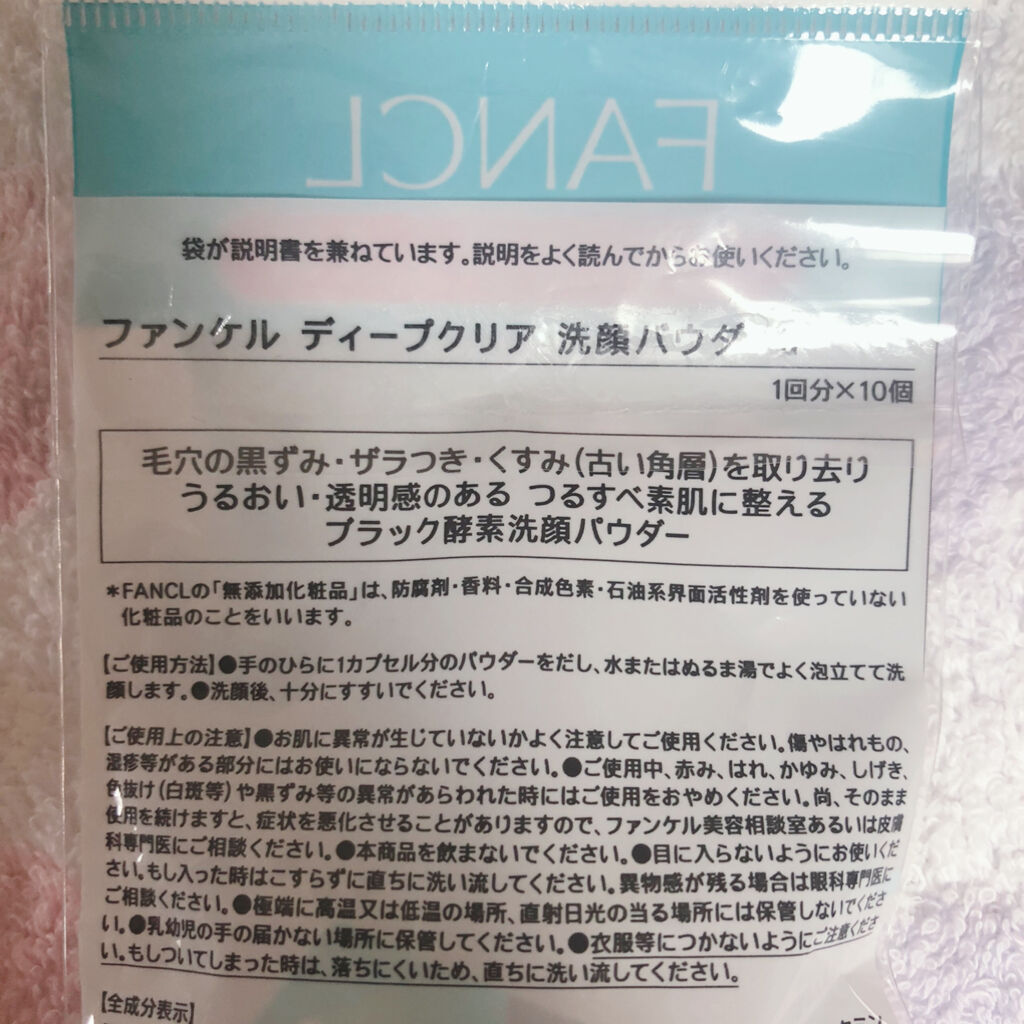 FANCL
袋が説明書を兼ねています。説明をよく読んでからお使いください。
ファンケル ディープクリア 洗顔パウダ
1回分×10個
毛穴の黒ずみ・ザラつき・くすみ(古い角層)を取り去り
うるおい・透明感のある つるすべ素肌に整える
ブラック酵素洗顔パウダー
*FANCLの「無添加化粧品」は、防腐剤・香料・合成色素・石油系界面活性剤を使っていない
化粧品のことをいいます。
【ご使用方法】●手のひらに1カプセル分のパウダーをだし、水またはぬるま湯でよく泡立てて洗
顔します。●洗顔後、十分にすすいでください。
【ご使用上の注意】●お肌に異常が生じていないかよく注意してご使用ください。傷やはれもの、
湿疹等がある部分にはお使いにならないでください。●ご使用中、赤み、はれ、かゆみ、しげき、
色抜け(白斑等)や黒ずみ等の異常があらわれた時にはご使用をおやめください。尚、そのまま
使用を続けますと、症状を悪化させることがありますので、ファンケル美容相談室あるいは皮膚
科専門医にご相談ください。●本商品を飲まないでください。●目に入らないようにお使いくだ
さい。もし入った時はこすらずに直ちに洗い流してください。異物感が残る場合は眼科専門医に
ご相談ください。●極端に高温又は低温の場所、直射日光の当る場所には保管しないでくださ
い。●乳幼児の手の届かない場所に保管してください。●衣服等につかないようにご注意くださ
い。もしついてしまった時は、落ちにくいため、直ちに洗い流してください。
【全成分表示】